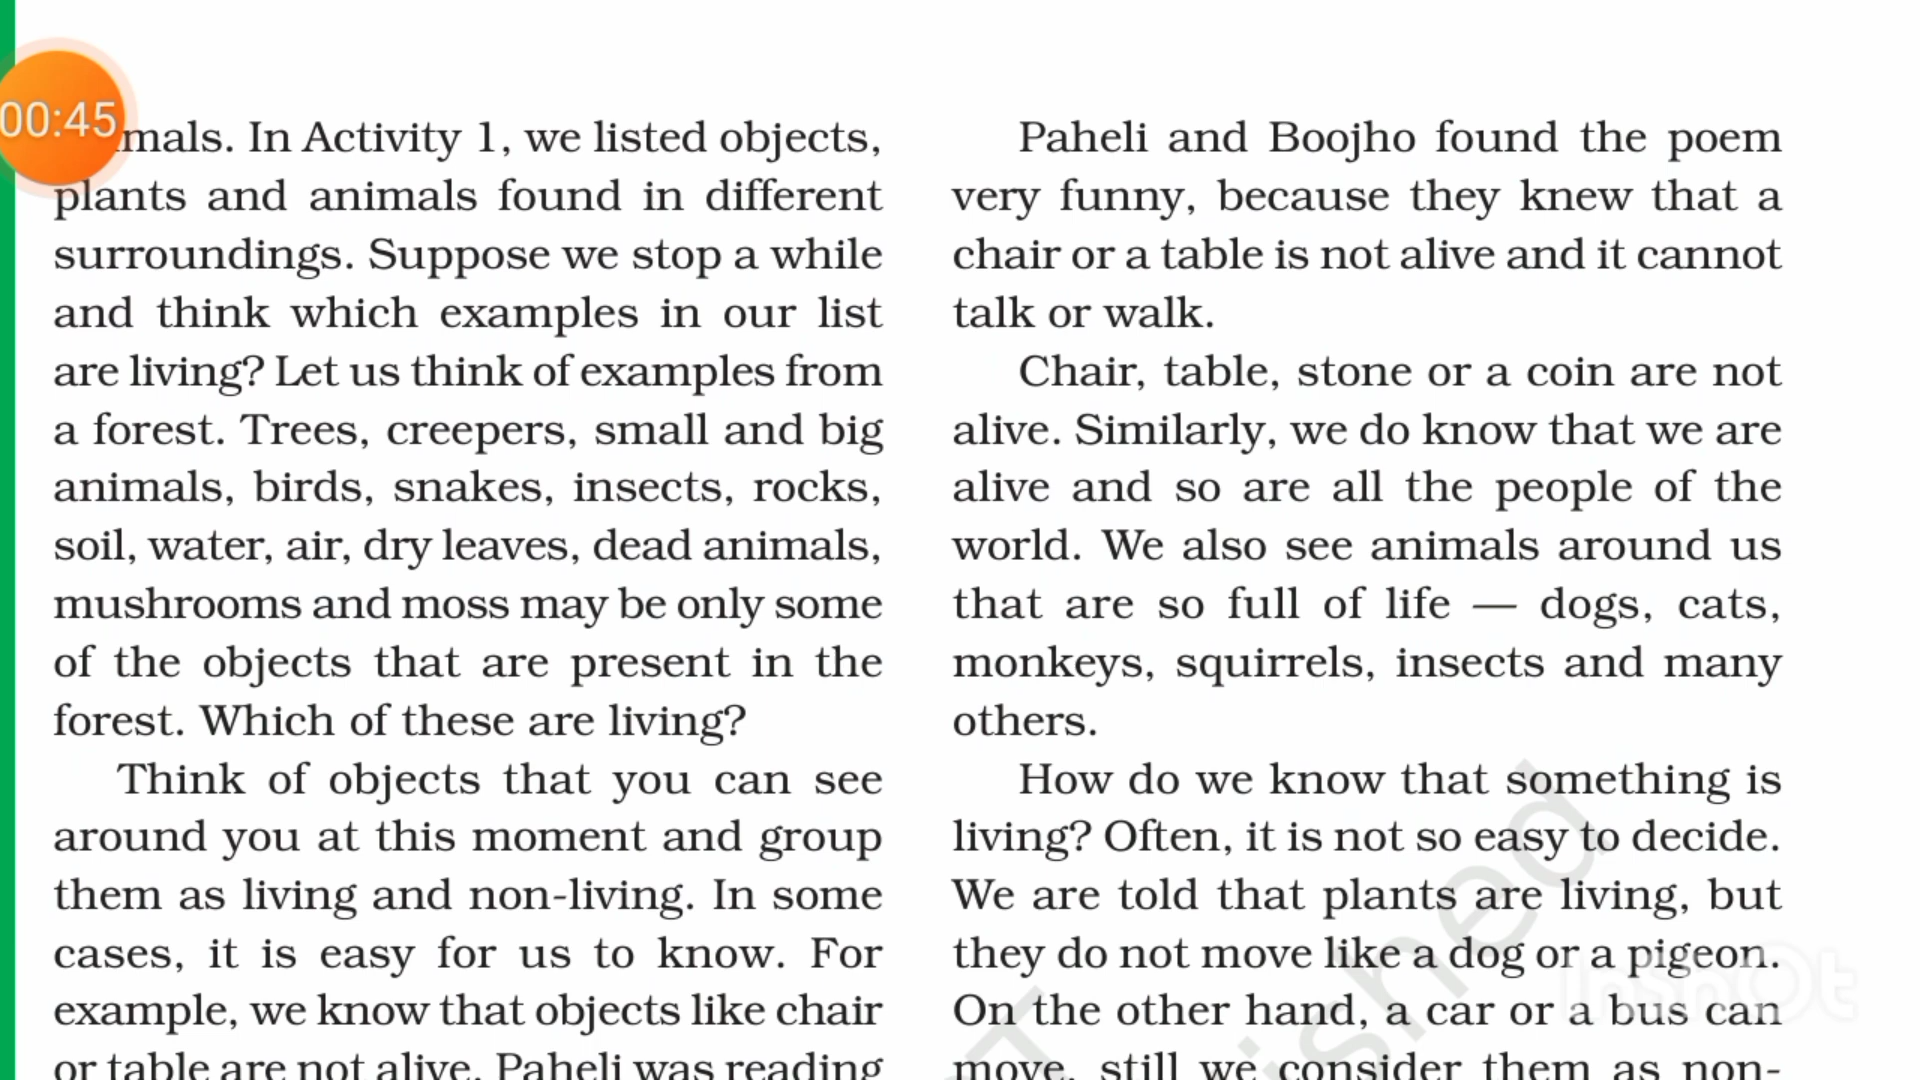 00:45
mals. In Activity 1, we listed objects,
plants and animals found in different
surroundings. Suppose we stop a while
and think which examples in our list
are living? Let us think of examples from
a forest. Trees, creepers, small and big
animals, birds, snakes, insects, rocks,
soil, water, air, dry leaves, dead animals,
mushrooms and moss may be only some
of the objects that are present in the
forest. Which of these are living?
Think of objects that you can see
around you at this moment and group
them as living and non-living. In some
cases, it is easy for us to know. For
example, we know that objects like chair
or table are not alive. Paheli was reading
Paheli and Boojho found the poem
very funny, because they knew that a
chair or a table is not alive and it cannot
talk or walk.
Chair, table, stone or a coin are not
alive. Similarly, we do know that we are
alive and so are all the people of the
world. We also see animals around us
that are so full of life — dogs, cats,
monkeys, squirrels, insects and many
others.
How do we know that something is
living? Often, it is not so easy to decide.
We are told that plants are living, but
they do not move like a dog or a pigeon.
On the other hand, a car or a bus can
move, still we consider them as non-
InShOt